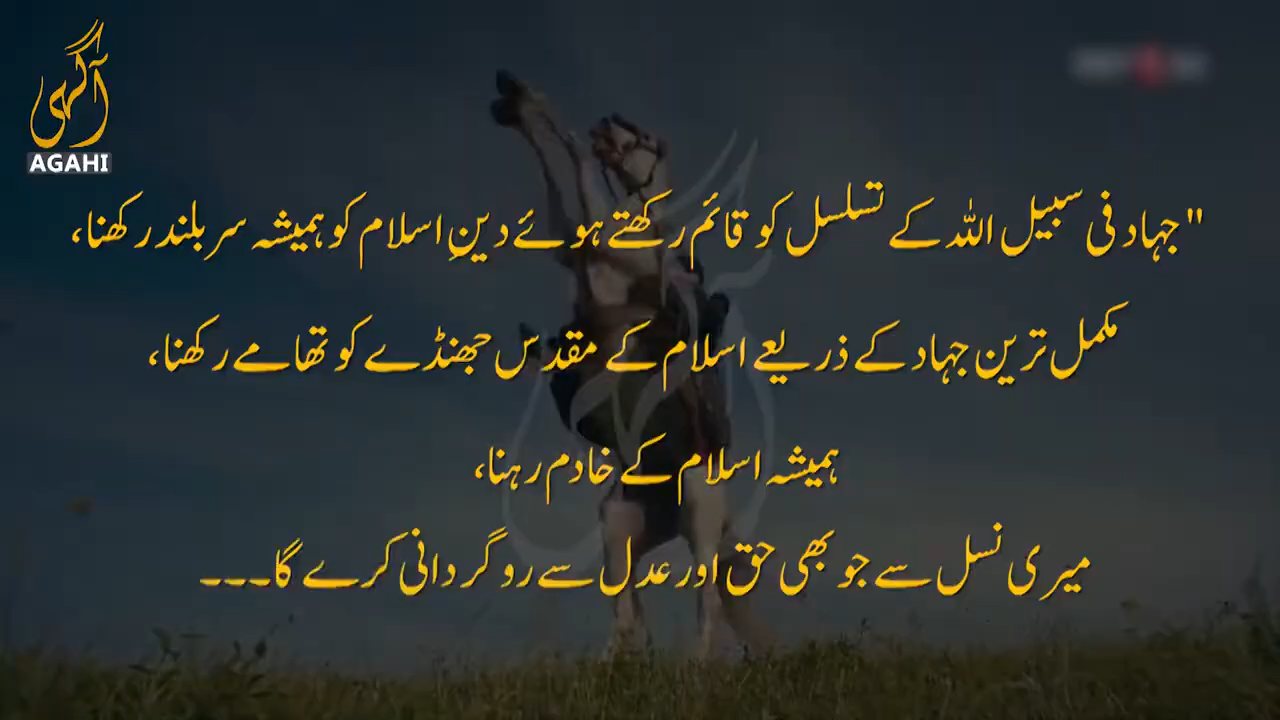 آگہی
AGAHI
"جہاد فی سبیل اللہ کے تسلسل کو قائم رکھتے ہوئے دینِ اسلام کو ہمیشہ سربلند رکھنا،
مکمل ترین جہاد کے ذریعے اسلام کے مقدس جھنڈے کو تھامے رکھنا،
ہمیشہ اسلام کے خادم رہنا،
میری نسل سے جو بھی حق اور عدل سے روگردانی کرے گا۔۔۔